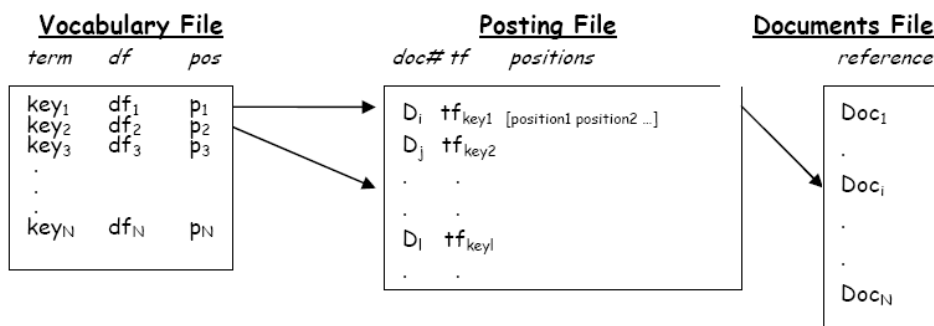 Vocabulary File
term df pos
key1 df1 p1
key2 df2 p2
key3 df3 p3
.
.
.
keyN dfN pN
Posting File
doc# tf positions
Di tfkey1 [position1 position2 ...]
Dj tfkey2
. .
. .
Dl tfkeyl
. .
Documents File
reference
Doc1
.
Doci
.
.
DocN